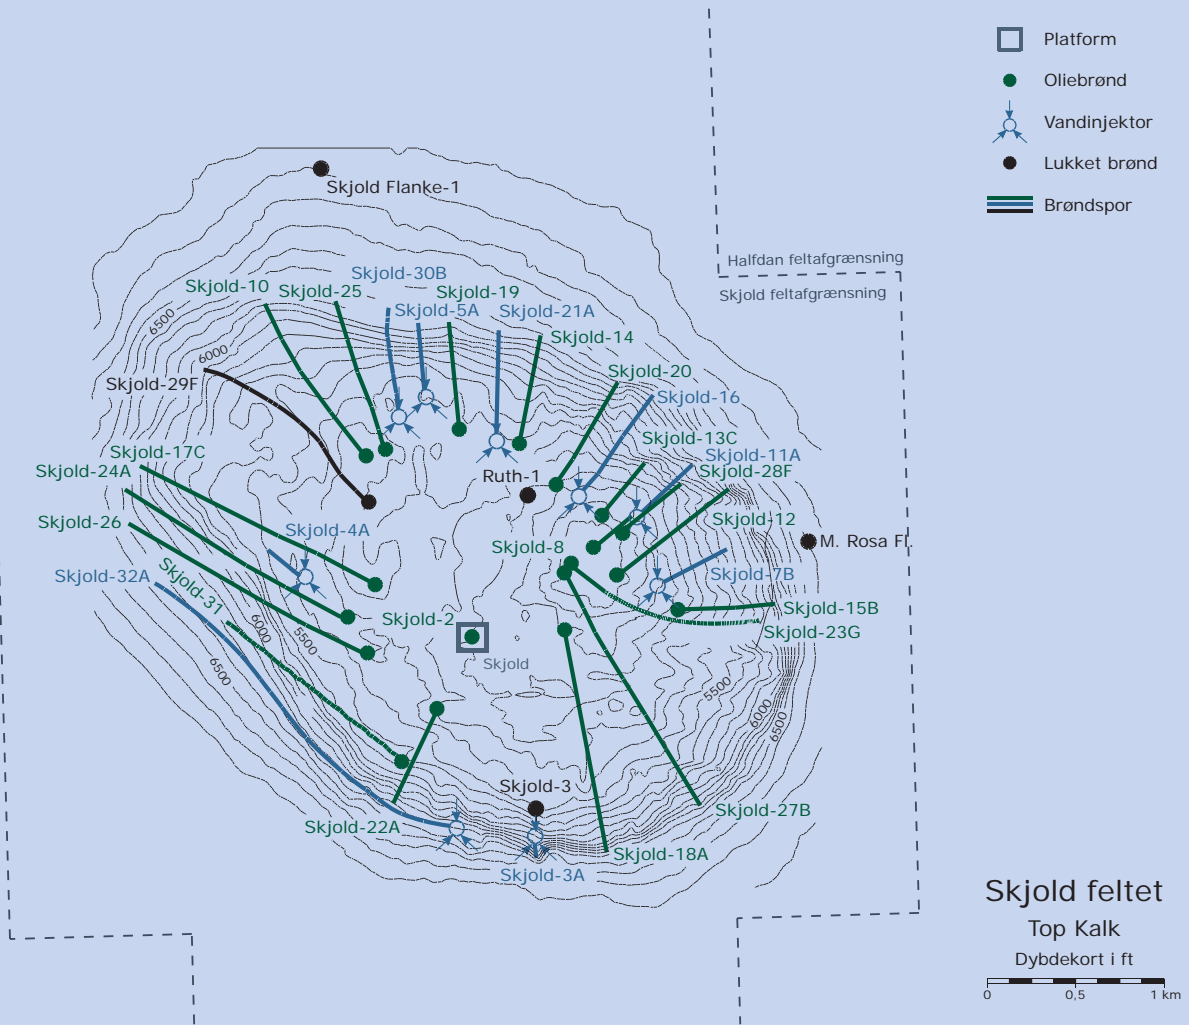 Platform
Oliebrønd
Vandinjektor
Lukket brønd
Brøndspor
Skjold Flanke-1
Halfdan feltafgrænsning
Skjold feltafgrænsning
Skjold-30B
Skjold-10
Skjold-25
Skjold-19
Skjold-5A
Skjold-21A
6500
Skjold-14
6000
Skjold-20
Skjold-29F
Skjold-16
Skjold-13C
Skjold-17C
Skjold-11A
Skjold-24A
Skjold-28F
Ruth-1
Skjold-26
Skjold-12
Skjold-4A
M. Rosa Fl.
Skjold-8
Skjold-32A
Skjold-7B
Skjold-31
Skjold-15B
Skjold-2
Skjold-23G
6000
5500
Skjold
6500
5500
6000
6500
Skjold-3
Skjold-27B
Skjold-22A
Skjold-18A
Skjold-3A
Skjold feltet
Top Kalk
Dybdekort i ft
0 0,5 1 km